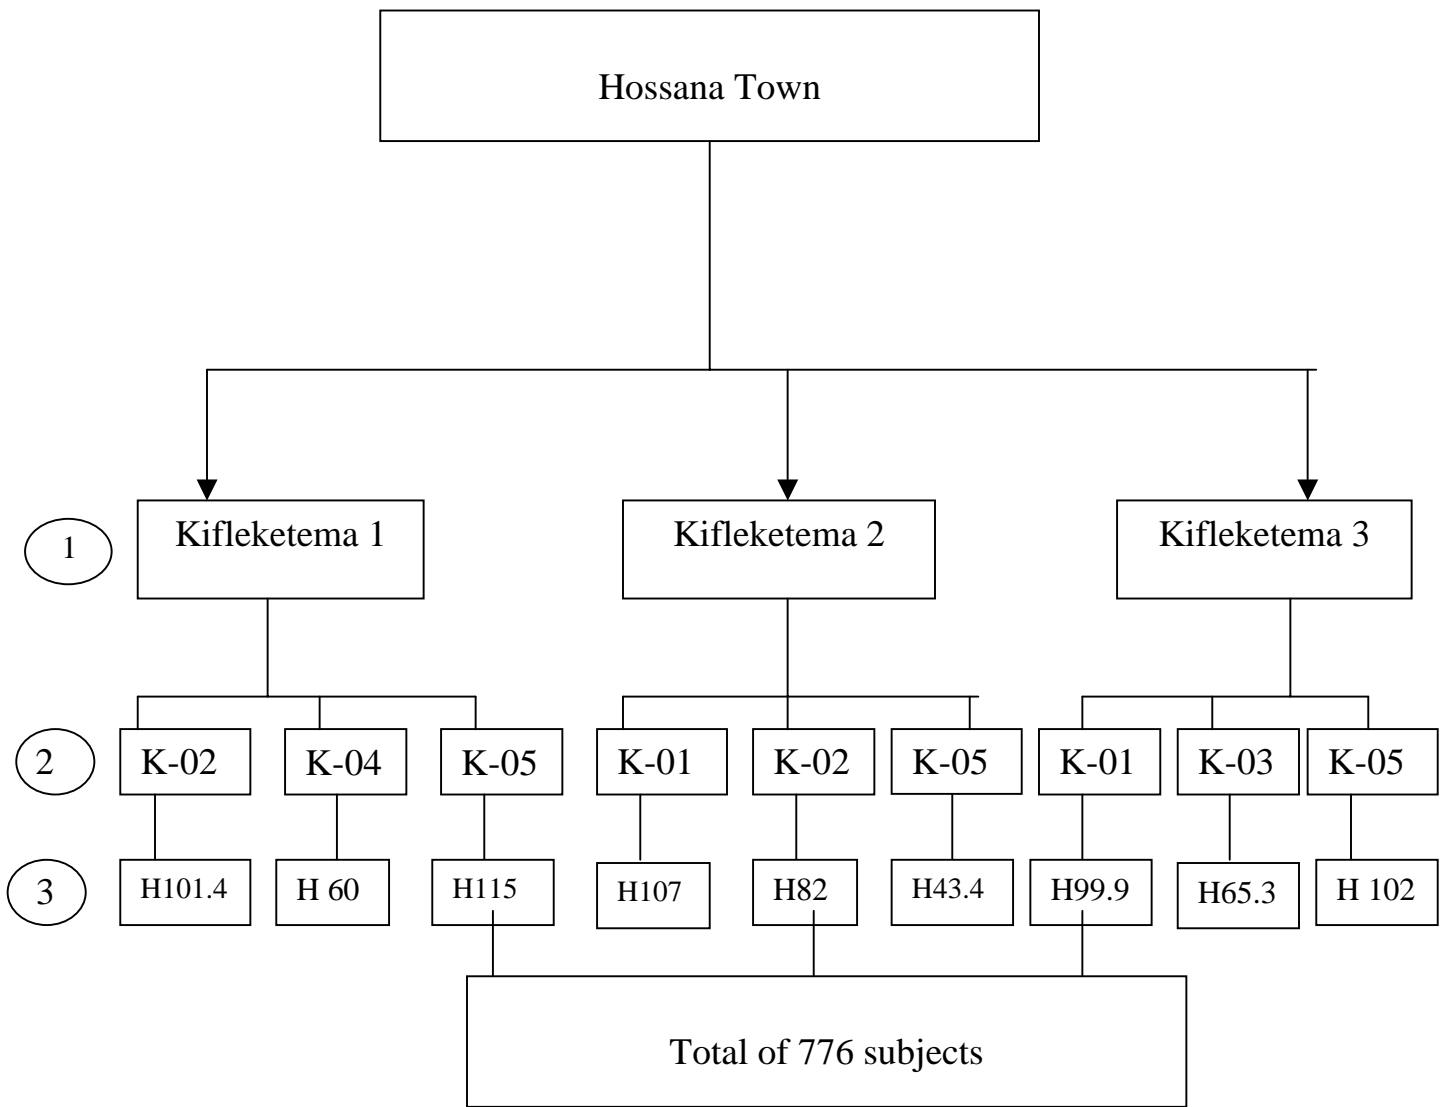 Hossana Town
1
Kifleketema 1
Kifleketema 2
Kifleketema 3
2
K-02
K-04
K-05
K-01
K-02
K-05
K-01
K-03
K-05
3
H101.4
H 60
H115
H107
H82
H43.4
H99.9
H65.3
H 102
Total of 776 subjects